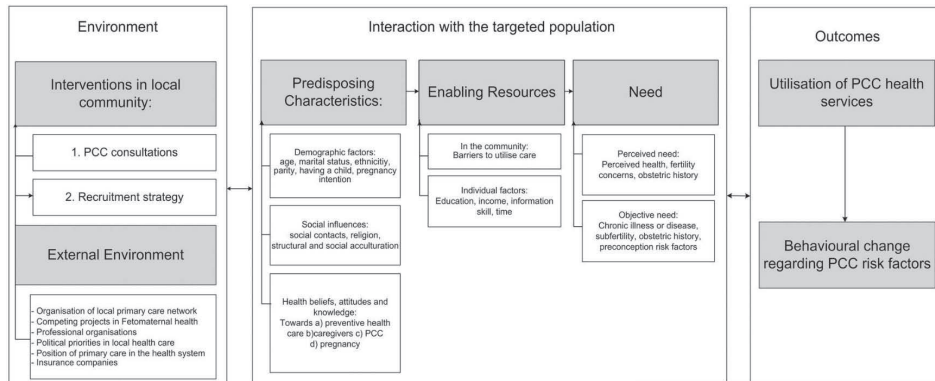 Environment
Interventions in local
community:
1. PCC consultations
2. Recruitment strategy
External Environment
- Organisation of local primary care network
- Competing projects in Fetomaternal health
- Professional organisations
- Political priorities in local health care
- Position of primary care in the health system
- Insurance companies
Interaction with the targeted population
Predisposing
Characteristics:
Demographic factors:
age, marital status, ethnicitiy,
parity, having a child, pregnancy
intention
Social influences:
social contacts, religion,
structural and social acculturation
Health beliefs, attitudes and
knowledge:
Towards a) preventive health
care b)caregivers c) PCC
d) pregnancy
Enabling Resources
In the community:
Barriers to utilise care
Individual factors:
Education, income, information
skill, time
Need
Perceived need:
Perceived health, fertility
concerns, obstetric history
Objective need:
Chronic illness or disease,
subfertility, obstetric history,
preconception risk factors
Outcomes
Utilisation of PCC health
services
Behavioural change
regarding PCC risk factors